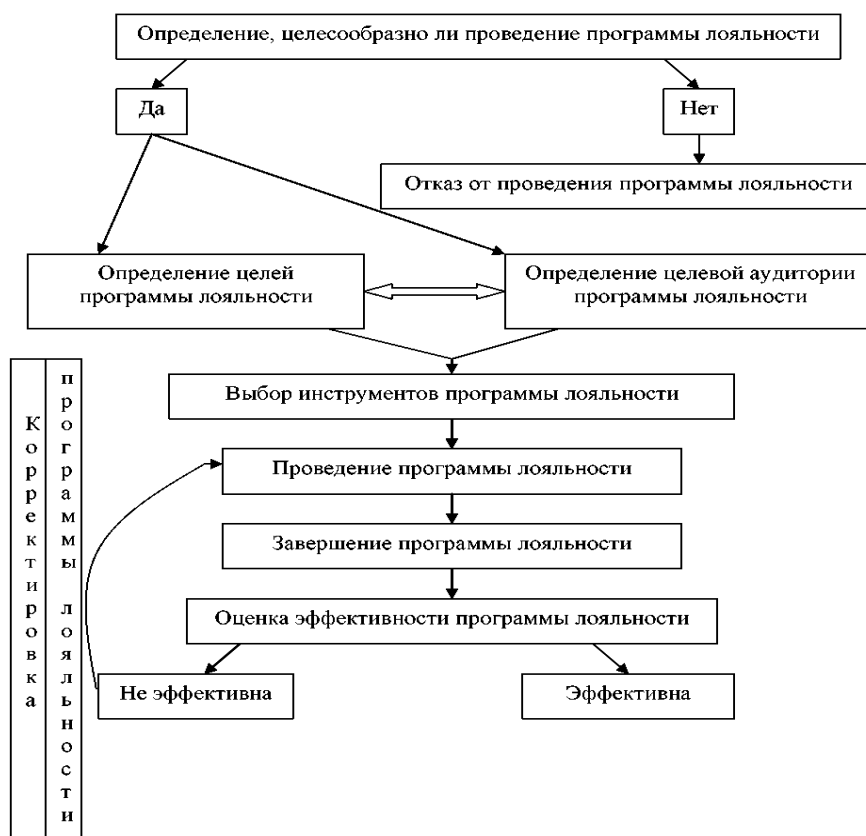 Определение, целесообразно ли проведение программы лояльности
Да
Нет
Отказ от проведения программы лояльности
Определение целей
программы лояльности
Определение целевой аудитории
программы лояльности
Выбор инструментов программы лояльности
Проведение программы лояльности
Завершение программы лояльности
Оценка эффективности программы лояльности
Не эффективна
Эффективна
Корректировка
программы лояльности